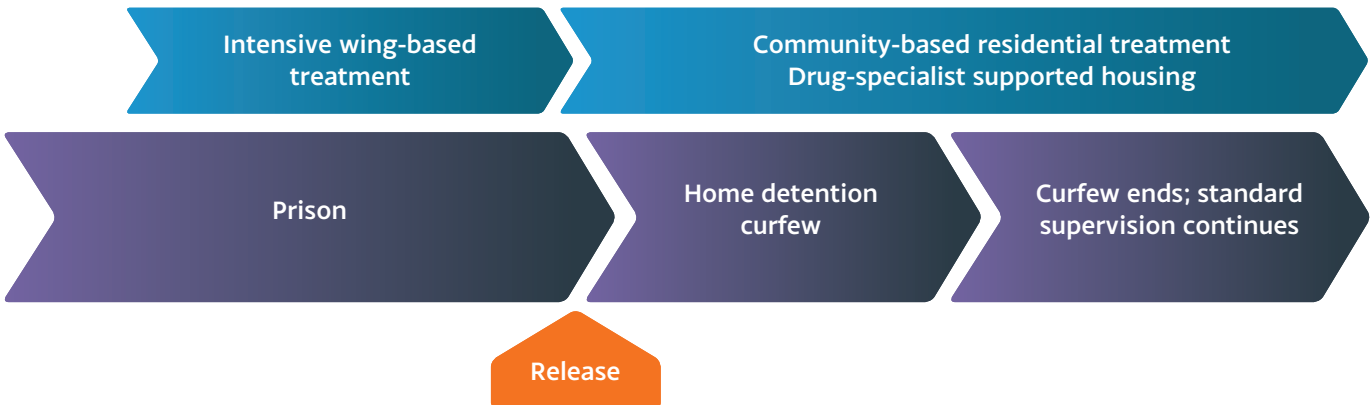 Intensive wing-based
treatment
Community-based residential treatment
Drug-specialist supported housing
Prison
Home detention
curfew
Curfew ends; standard
supervision continues
Release